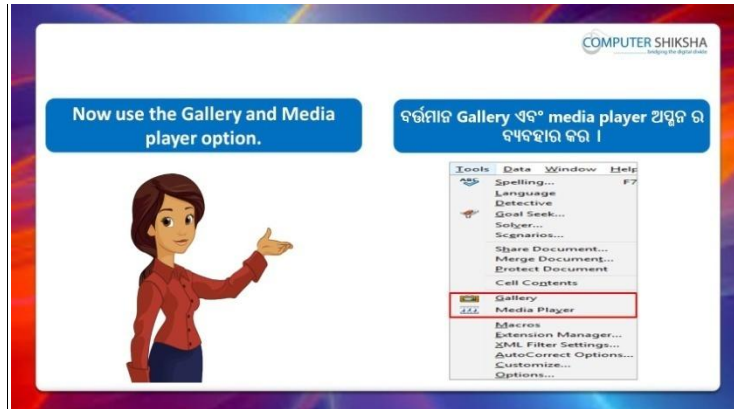 COMPUTER SHIKSHA
Bridging the digital divide
Now use the Gallery and Media
player option.
ବର୍ତ୍ତମାନ Gallery ଏବଂ media player ଅପ୍ସନ ର
ବ୍ୟବହାର କର ।
Tools Data Window Help
Spelling... F7
Language
Detective
Goal Seek...
Solver...
Scenarios...
Share Document...
Merge Document...
Protect Document
Cell Contents
Gallery
Media Player
Macros
Extension Manager...
XML Filter Settings...
AutoCorrect Options...
Customize...
Options...